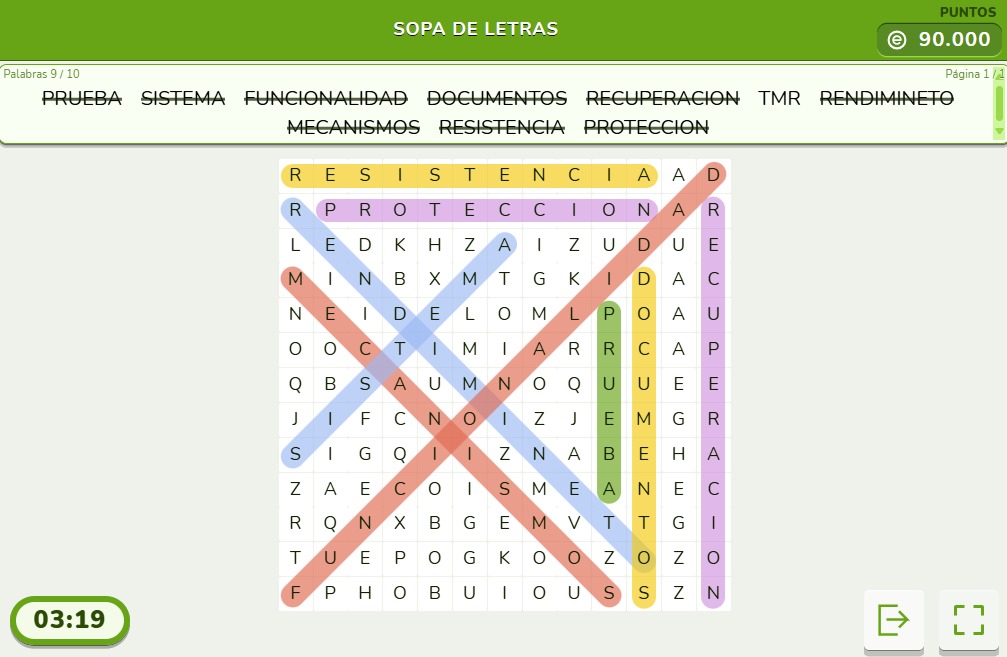 SOPA DE LETRAS
PUNTOS
90.000
Palabras 9 / 10
Página 1 / 1
PRUEBA SISTEMA FUNCIONALIDAD DOCUMENTOS RECUPERACION TMR RENDIMINETO
MECANISMOS RESISTENCIA PROTECCION
R E S I S T E N C I A A D
R P R O T E C C I O N A R
L E D K H Z A I Z U D U E
M I N B X M T G K I D A C
N E I D E L O M L P O A U
O O C T I M I A R R C A P
Q B S A U M N O Q U U E E
J I F C N O I Z J E M G R
S I G Q I I Z N A B E H A
Z A E C O I S M E A N E C
R Q N X B G E M V T T G I
T U E P O G K O O Z O Z O
F P H O B U I O U S S Z N
03:19